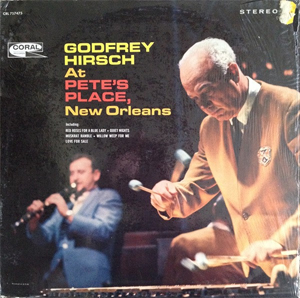 CRL 757473
STEREO
CORAL
GODFREY
HIRSCH
At
PETE'S
PLACE,
New Orleans
Including
RED ROSES FOR A BLUE LADY • BIGHT NIGHTS
MUSKRAT RAMBLE • WILLOW WEEP FOR ME
LOVE FOR SALE